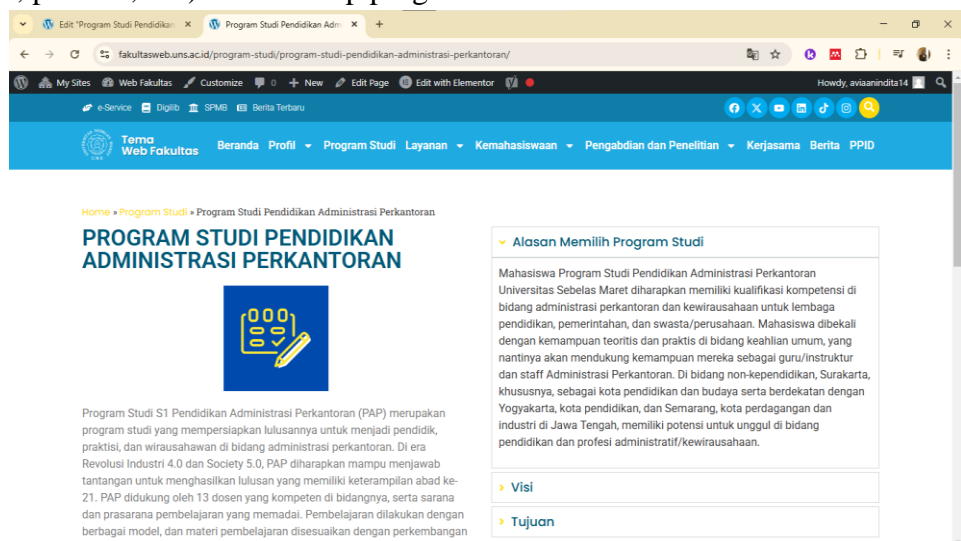 Edit "Program Studi Pendidikan
Program Studi Pendidikan Adm
fakultasweb.uns.ac.id/program-studi/program-studi-pendidikan-administrasi-perkantoran/
My Sites Web Fakultas Customize 0 New Edit Page Edit with Elementor Howdy, aviaanindita14
e-Service Digilib SPMB Berita Terbaru
Tema
Web Fakultas
Beranda Profil Program Studi Layanan Kemahasiswaan Pengabdian dan Penelitian Kerjasama Berita PPID
Home » Program Studi » Program Studi Pendidikan Administrasi Perkantoran
PROGRAM STUDI PENDIDIKAN
ADMINISTRASI PERKANTORAN
Program Studi S1 Pendidikan Administrasi Perkantoran (PAP) merupakan
program studi yang mempersiapkan lulusannya untuk menjadi pendidik,
praktisi, dan wirausahawan di bidang administrasi perkantoran. Di era
Revolusi Industri 4.0 dan Society 5.0, PAP diharapkan mampu menjawab
tantangan untuk menghasilkan lulusan yang memiliki keterampilan abad ke-
21. PAP didukung oleh 13 dosen yang kompeten di bidangnya, serta sarana
dan prasarana pembelajaran yang memadai. Pembelajaran dilakukan dengan
berbagai model, dan materi pembelajaran disesuaikan dengan perkembangan
Alasan Memilih Program Studi
Mahasiswa Program Studi Pendidikan Administrasi Perkantoran
Universitas Sebelas Maret diharapkan memiliki kualifikasi kompetensi di
bidang administrasi perkantoran dan kewirausahaan untuk lembaga
pendidikan, pemerintahan, dan swasta/perusahaan. Mahasiswa dibekali
dengan kemampuan teoritis dan praktis di bidang keahlian umum, yang
nantinya akan mendukung kemampuan mereka sebagai guru/instruktur
dan staff Administrasi Perkantoran. Di bidang non-kependidikan, Surakarta,
khususnya, sebagai kota pendidikan dan budaya serta berdekatan dengan
Yogyakarta, kota pendidikan, dan Semarang, kota perdagangan dan
industri di Jawa Tengah, memiliki potensi untuk unggul di bidang
pendidikan dan profesi administratif/kewirausahaan.
Visi
Tujuan